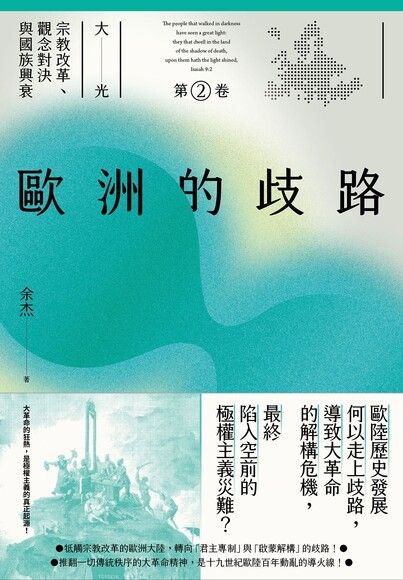 宗教改革、
觀念對決
與國族興衰
大—光
The people that walked in darkness
have seen a great light:
they that dwell in the land
of the shadow of death,
upon them hath the light shined,
Isaiah 9:2
第②卷
歐洲的歧路
余杰——著
歐陸歷史發展
何以走上歧路,
導致大革命
的解構危機,
最終
陷入空前的
極權主義災難?
大革命的狂熱,是極權主義的真正起源!
●牴觸宗教改革的歐洲大陸,轉向「君主專制」與「啟蒙解構」的歧路!●
●推翻一切傳統秩序的大革命精神,是十九世紀歐陸百年動亂的導火線!●